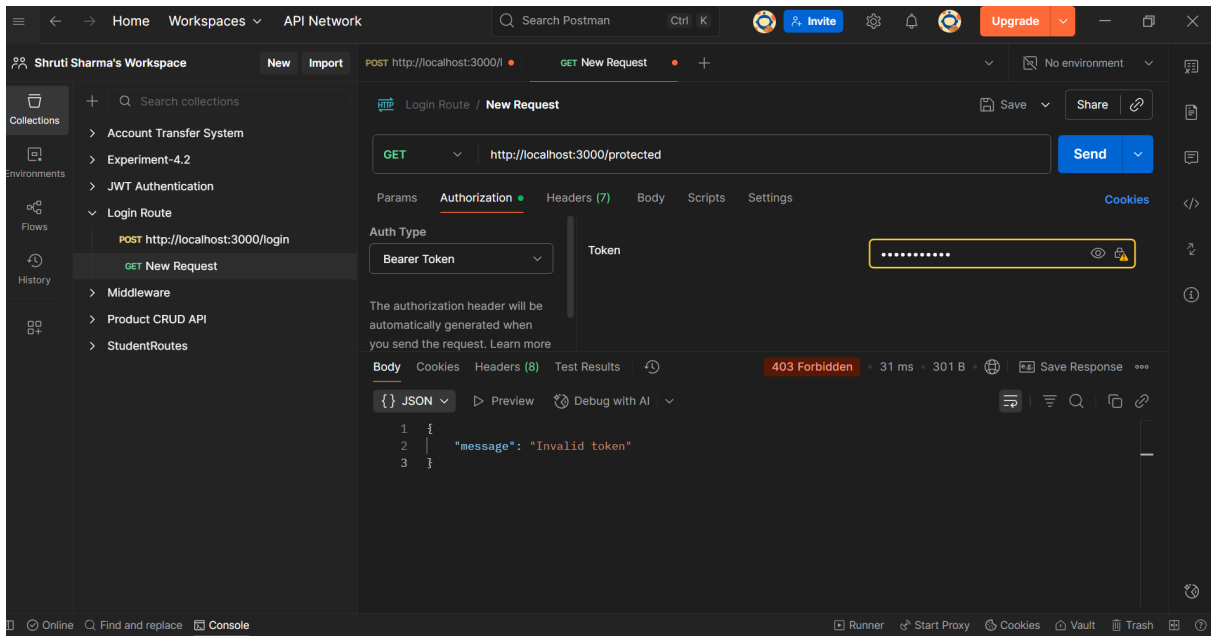 Home Workspaces API Network Search Postman Ctrl K Invite Upgrade
Shruti Sharma's Workspace New Import POST http://localhost:3000/l GET New Request No environment
Collections
Environments
Flows
History
Search collections
Account Transfer System
Experiment-4.2
JWT Authentication
Login Route
POST http://localhost:3000/login
GET New Request
Middleware
Product CRUD API
StudentRoutes
HTTP Login Route / New Request Save Share
GET http://localhost:3000/protected Send
Params Authorization Headers (7) Body Scripts Settings Cookies
Auth Type
Bearer Token
The authorization header will be
automatically generated when
you send the request. Learn more
Token
•••••••••••
Body Cookies Headers (8) Test Results 403 Forbidden • 31 ms • 301 B • e.g. Save Response
{} JSON Preview Debug with AI
1 {
2 "message": "Invalid token"
3 }
Online Find and replace Console Runner Start Proxy Cookies Vault Trash